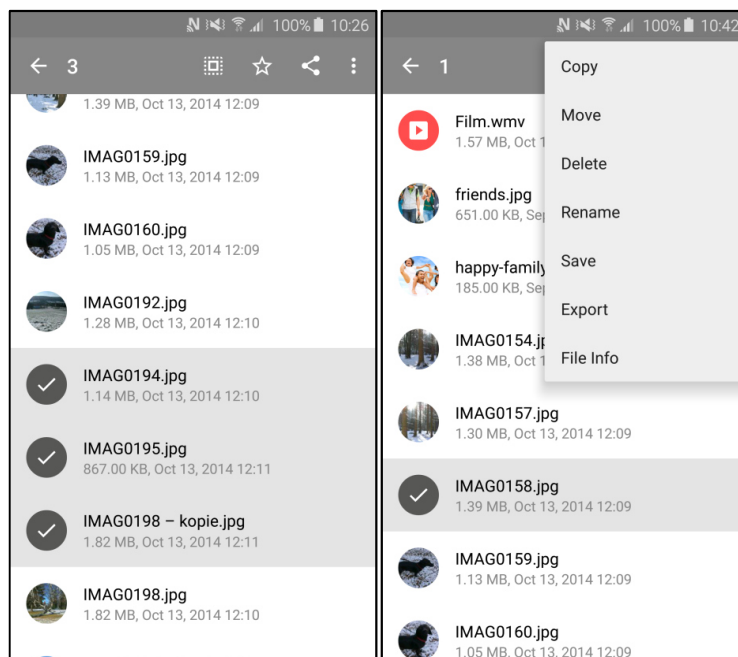 100% 10:26
3
1.39 MB, Oct 13, 2014 12:09
IMAG0159.jpg
1.13 MB, Oct 13, 2014 12:09
IMAG0160.jpg
1.05 MB, Oct 13, 2014 12:09
IMAG0192.jpg
1.28 MB, Oct 13, 2014 12:10
IMAG0194.jpg
1.14 MB, Oct 13, 2014 12:10
IMAG0195.jpg
867.00 KB, Oct 13, 2014 12:11
IMAG0198 – kopie.jpg
1.82 MB, Oct 13, 2014 12:11
IMAG0198.jpg
1.82 MB, Oct 13, 2014 12:10
100% 10:42
1
Film.wmv
1.57 MB, Oct 1
friends.jpg
651.00 KB, Sep
happy-family
185.00 KB, Sep
IMAG0154.jp
1.38 MB, Oct 1
IMAG0157.jpg
1.30 MB, Oct 13, 2014 12:09
IMAG0158.jpg
1.39 MB, Oct 13, 2014 12:09
IMAG0159.jpg
1.13 MB, Oct 13, 2014 12:09
IMAG0160.jpg
1.05 MB, Oct 13, 2014 12:09
Copy
Move
Delete
Rename
Save
Export
File Info